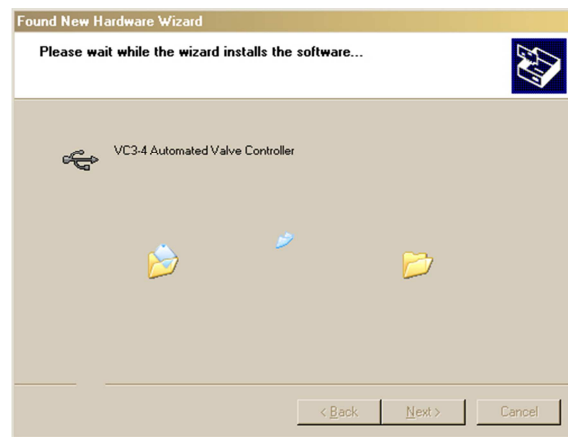 Found New Hardware Wizard
Please wait while the wizard installs the software...
VC3-4 Automated Valve Controller
< Back
Next >
Cancel